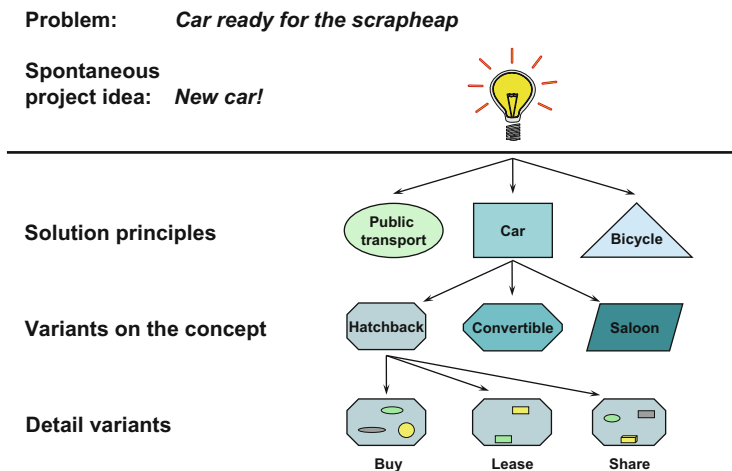 Problem: Car ready for the scrapheap
Spontaneous
project idea: New car!
Solution principles
Public
transport
Car
Bicycle
Variants on the concept
Hatchback
Convertible
Saloon
Detail variants
Buy
Lease
Share